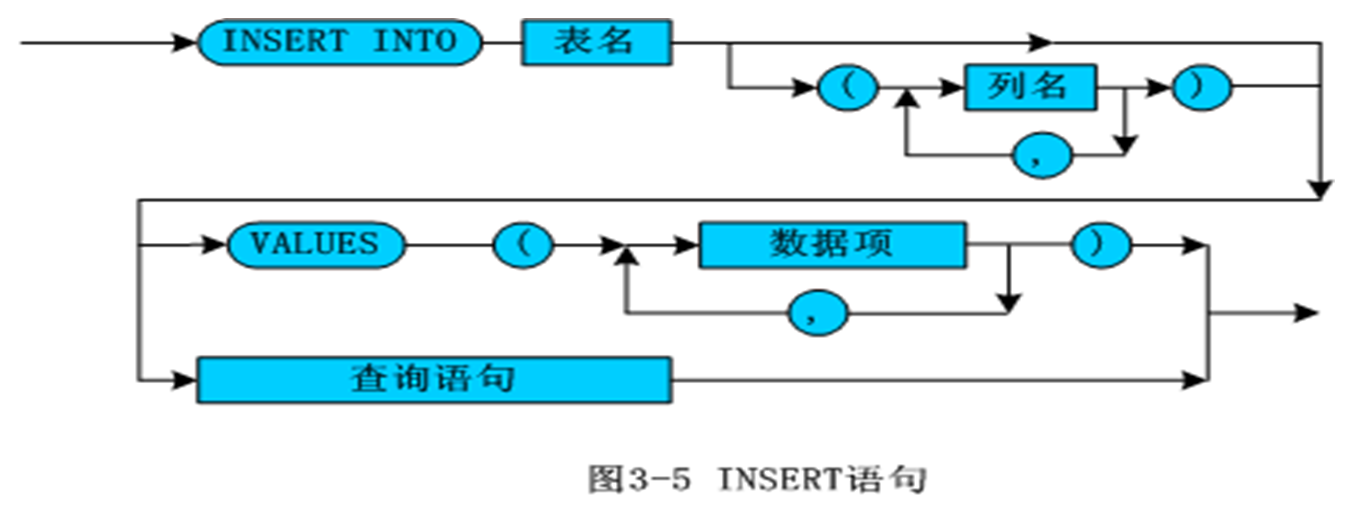 INSERT INTO 表名
( 列名 )
,
VALUES ( 数据项 )
,
查询语句
图3-5 INSERT语句